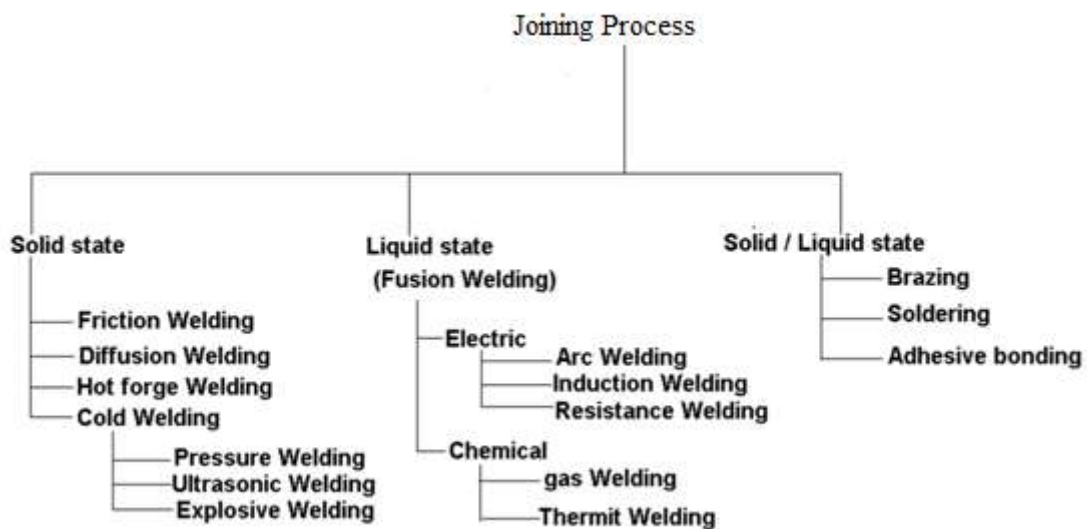 Joining Process
Solid state
Friction Welding
Diffusion Welding
Hot forge Welding
Cold Welding
Pressure Welding
Ultrasonic Welding
Explosive Welding
Liquid state
(Fusion Welding)
Electric
Arc Welding
Induction Welding
Resistance Welding
Chemical
gas Welding
Thermit Welding
Solid / Liquid state
Brazing
Soldering
Adhesive bonding